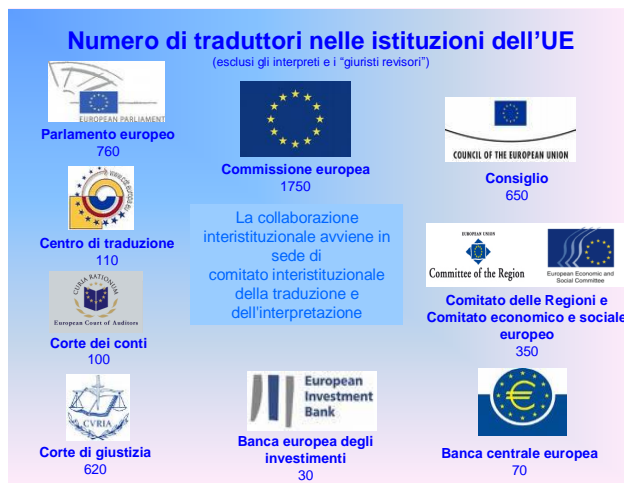 Numero di traduttori nelle istituzioni dell'UE
(esclusi gli interpreti e i "giuristi revisori")
EUROPEAN PARLIAMENT
Parlamento europeo
760
Commissione europea
1750
COUNCIL OF THE EUROPEAN UNION
Consiglio
650
Centro di traduzione
110
La collaborazione
interistituzionale avviene in
sede di
comitato interistituzionale
della traduzione e
dell'interpretazione
EUROPEAN UNION
Committee of the Region
European Economic and
Social Committee
Comitato delle Regioni e
Comitato economico e sociale
europeo
350
CURIA RATIONUM
European Court of Auditors
Corte dei conti
100
CVRIA
Corte di giustizia
620
European
Investment
Bank
Banca europea degli
investimenti
30
Banca centrale europea
70